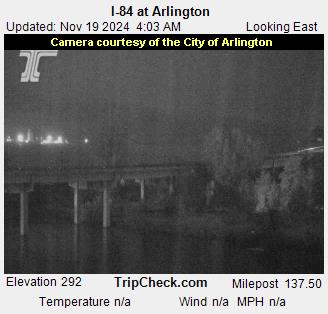 I-84 at Arlington
Updated: Nov 19 2024 4:03 AM Looking East
Camera courtesy of the City of Arlington
Elevation 292 TripCheck.com Milepost 137.50
Temperature n/a Wind n/a MPH n/a